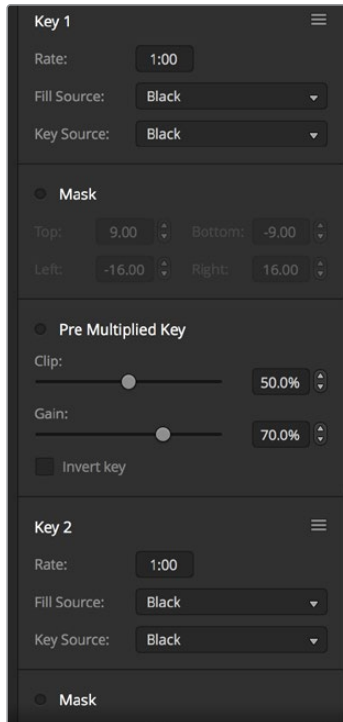 Key 1
Rate: 1:00
Fill Source: Black
Key Source: Black
Mask
Top: 9.00 Bottom: -9.00
Left: -16.00 Right: 16.00
Pre Multiplied Key
Clip:
50.0%
Gain:
70.0%
Invert key
Key 2
Rate: 1:00
Fill Source: Black
Key Source: Black
Mask